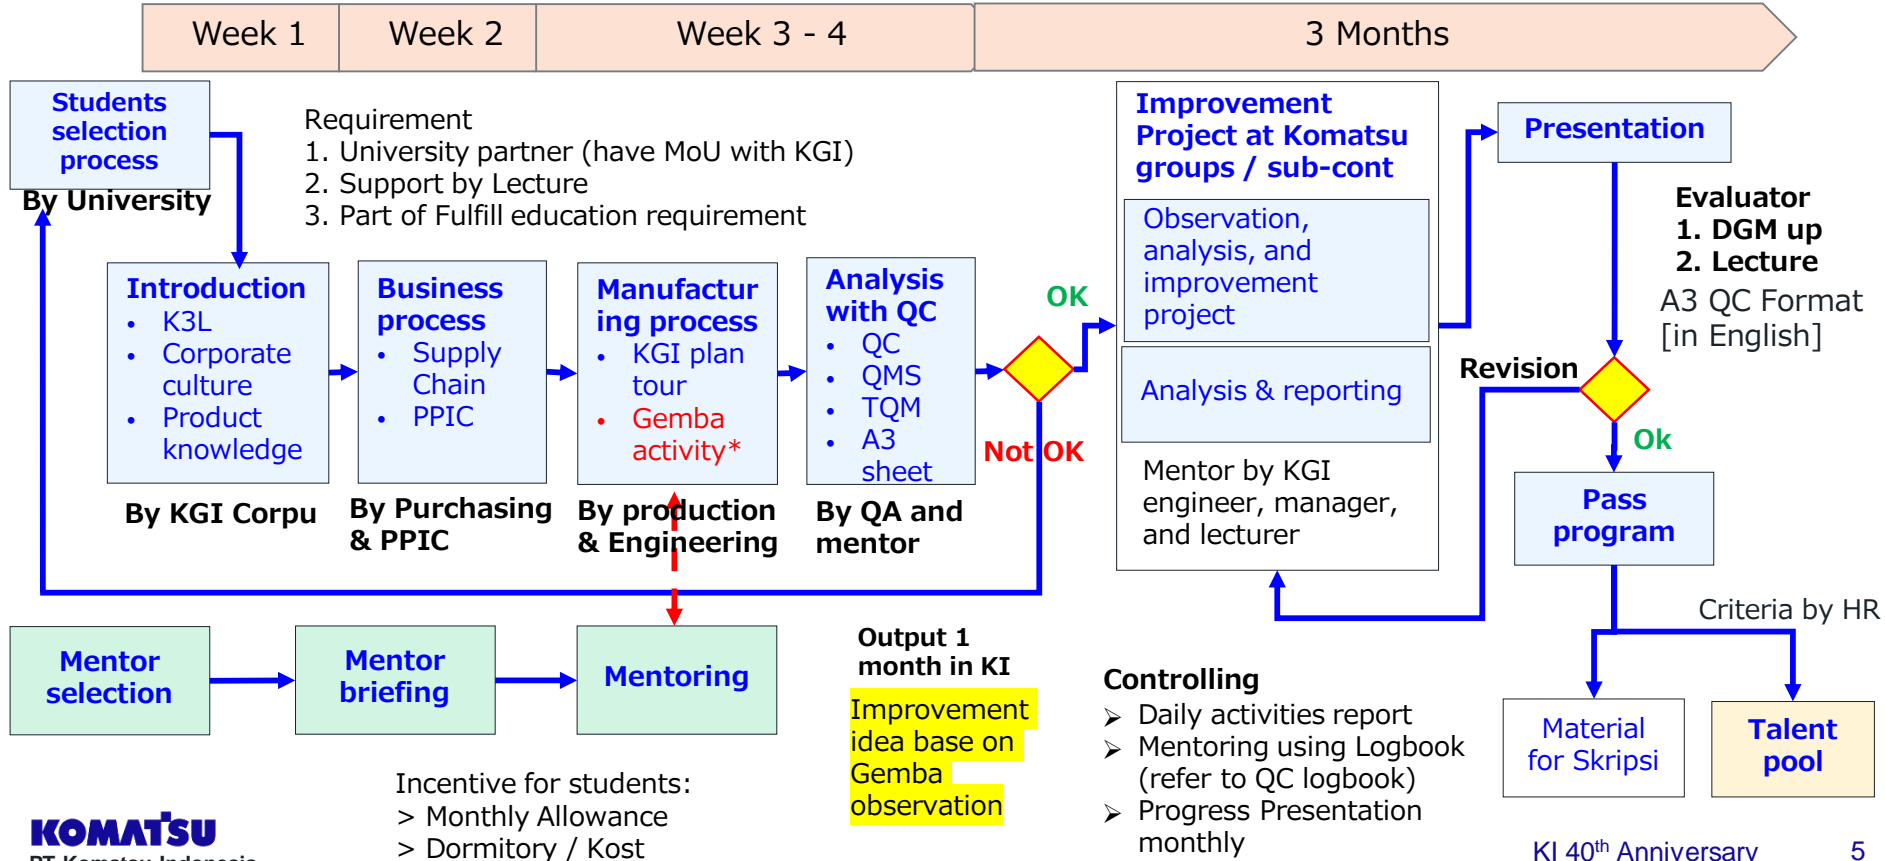 Week 1
Week 2
Week 3 - 4
3 Months
Students
selection
process
By University
Requirement
1. University partner (have MoU with KGI)
2. Support by Lecture
3. Part of Fulfill education requirement
Introduction
• K3L
• Corporate
culture
• Product
knowledge
By KGI Corpu
Business
process
• Supply
Chain
• PPIC
By Purchasing
& PPIC
Manufactur
ing process
• KGI plan
tour
• Gemba
activity*
By production
& Engineering
Analysis
with QC
• QC
• QMS
• TQM
• A3
sheet
By QA and
mentor
OK
Not OK
Improvement
Project at Komatsu
groups / sub-cont
Observation,
analysis, and
improvement
project
Analysis & reporting
Mentor by KGI
engineer, manager,
and lecturer
Presentation
Evaluator
1. DGM up
2. Lecture
A3 QC Format
[in English]
Revision
Ok
Pass
program
Criteria by HR
Material
for Skripsi
Talent
pool
Mentor
selection
Mentor
briefing
Mentoring
Output 1
month in KI
Improvement
idea base on
Gemba
observation
Controlling
➢ Daily activities report
➢ Mentoring using Logbook
(refer to QC logbook)
➢ Progress Presentation
monthly
Incentive for students:
> Monthly Allowance
> Dormitory / Kost
KOMATSU
PT Komatsu Indonesia
KI 40th Anniversary
5